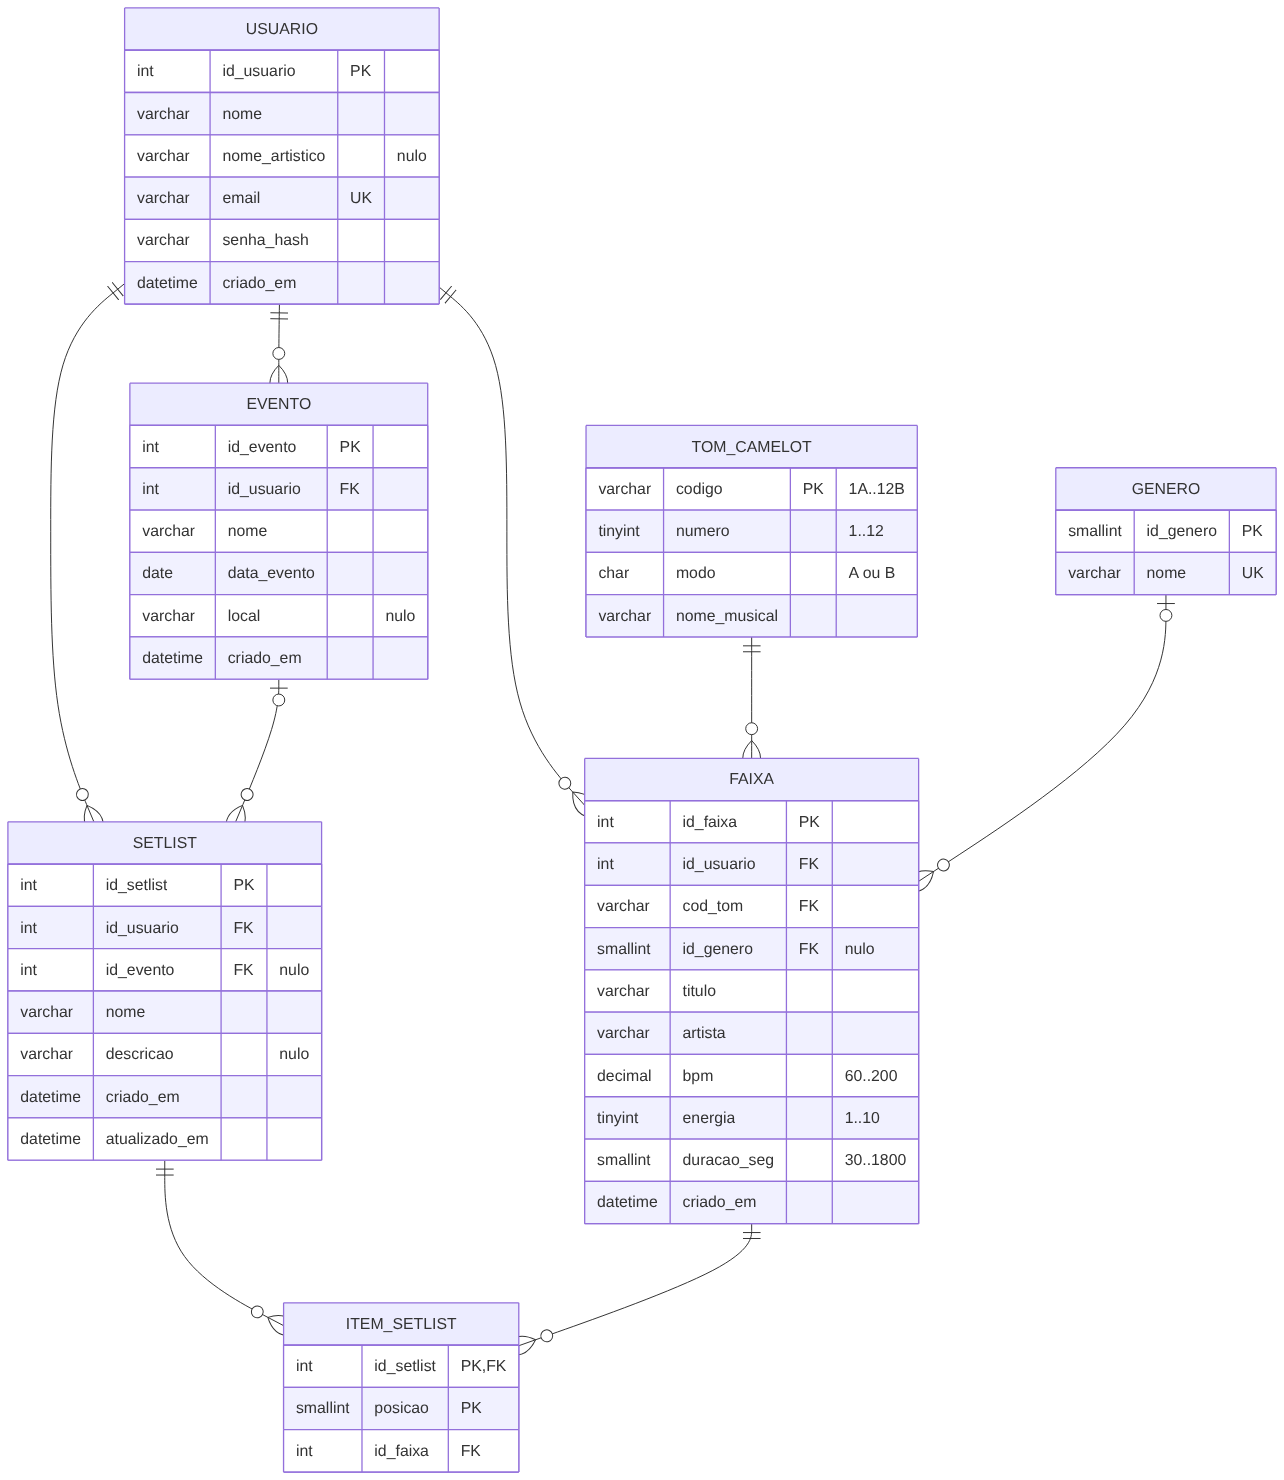 USUARIO
int id_usuario PK
varchar nome
varchar nome_artistico nulo
varchar email UK
varchar senha_hash
datetime criado_em
EVENTO
int id_evento PK
int id_usuario FK
varchar nome
date data_evento
varchar local nulo
datetime criado_em
TOM_CAMELOT
varchar codigo PK 1A..12B
tinyint numero 1..12
char modo A ou B
varchar nome_musical
GENERO
smallint id_genero PK
varchar nome UK
SETLIST
int id_setlist PK
int id_usuario FK
int id_evento FK nulo
varchar nome
varchar descricao nulo
datetime criado_em
datetime atualizado_em
FAIXA
int id_faixa PK
int id_usuario FK
varchar cod_tom FK
smallint id_genero FK nulo
varchar titulo
varchar artista
decimal bpm 60..200
tinyint energia 1..10
smallint duracao_seg 30..1800
datetime criado_em
ITEM_SETLIST
int id_setlist PK,FK
smallint posicao PK
int id_faixa FK